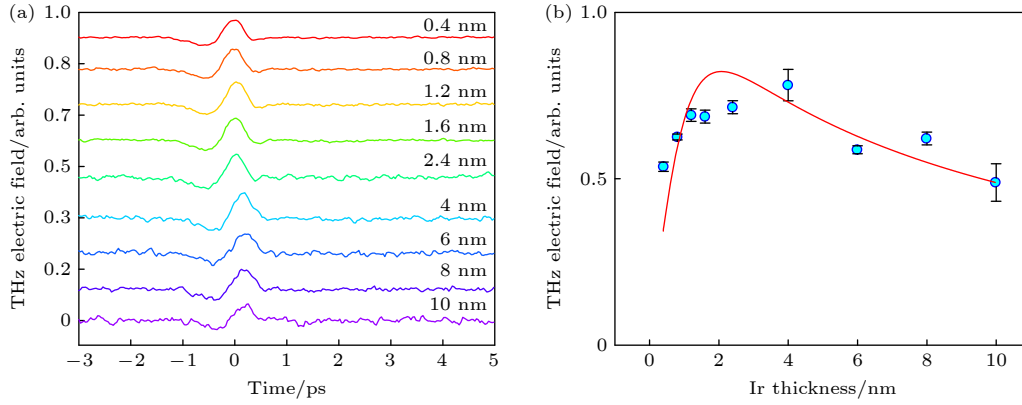 (a)
THz electric field/arb. units
1.0
0.8
0.7
0.5
0.3
0.2
0
0.4 nm
0.8 nm
1.2 nm
1.6 nm
2.4 nm
4 nm
6 nm
8 nm
10 nm
−3 −2 −1 0 1 2 3 4 5
Time/ps
(b)
THz electric field/arb. units
1.0
0.5
0
0 2 4 6 8 10
Ir thickness/nm